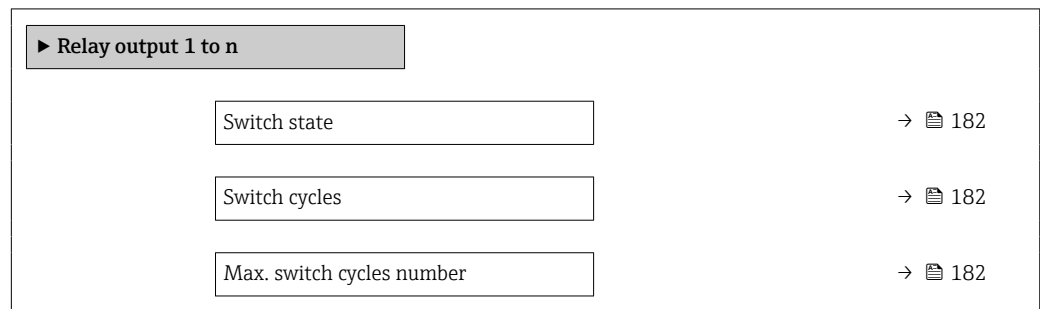 ▶ Relay output 1 to n
Switch state → 182
Switch cycles → 182
Max. switch cycles number → 182